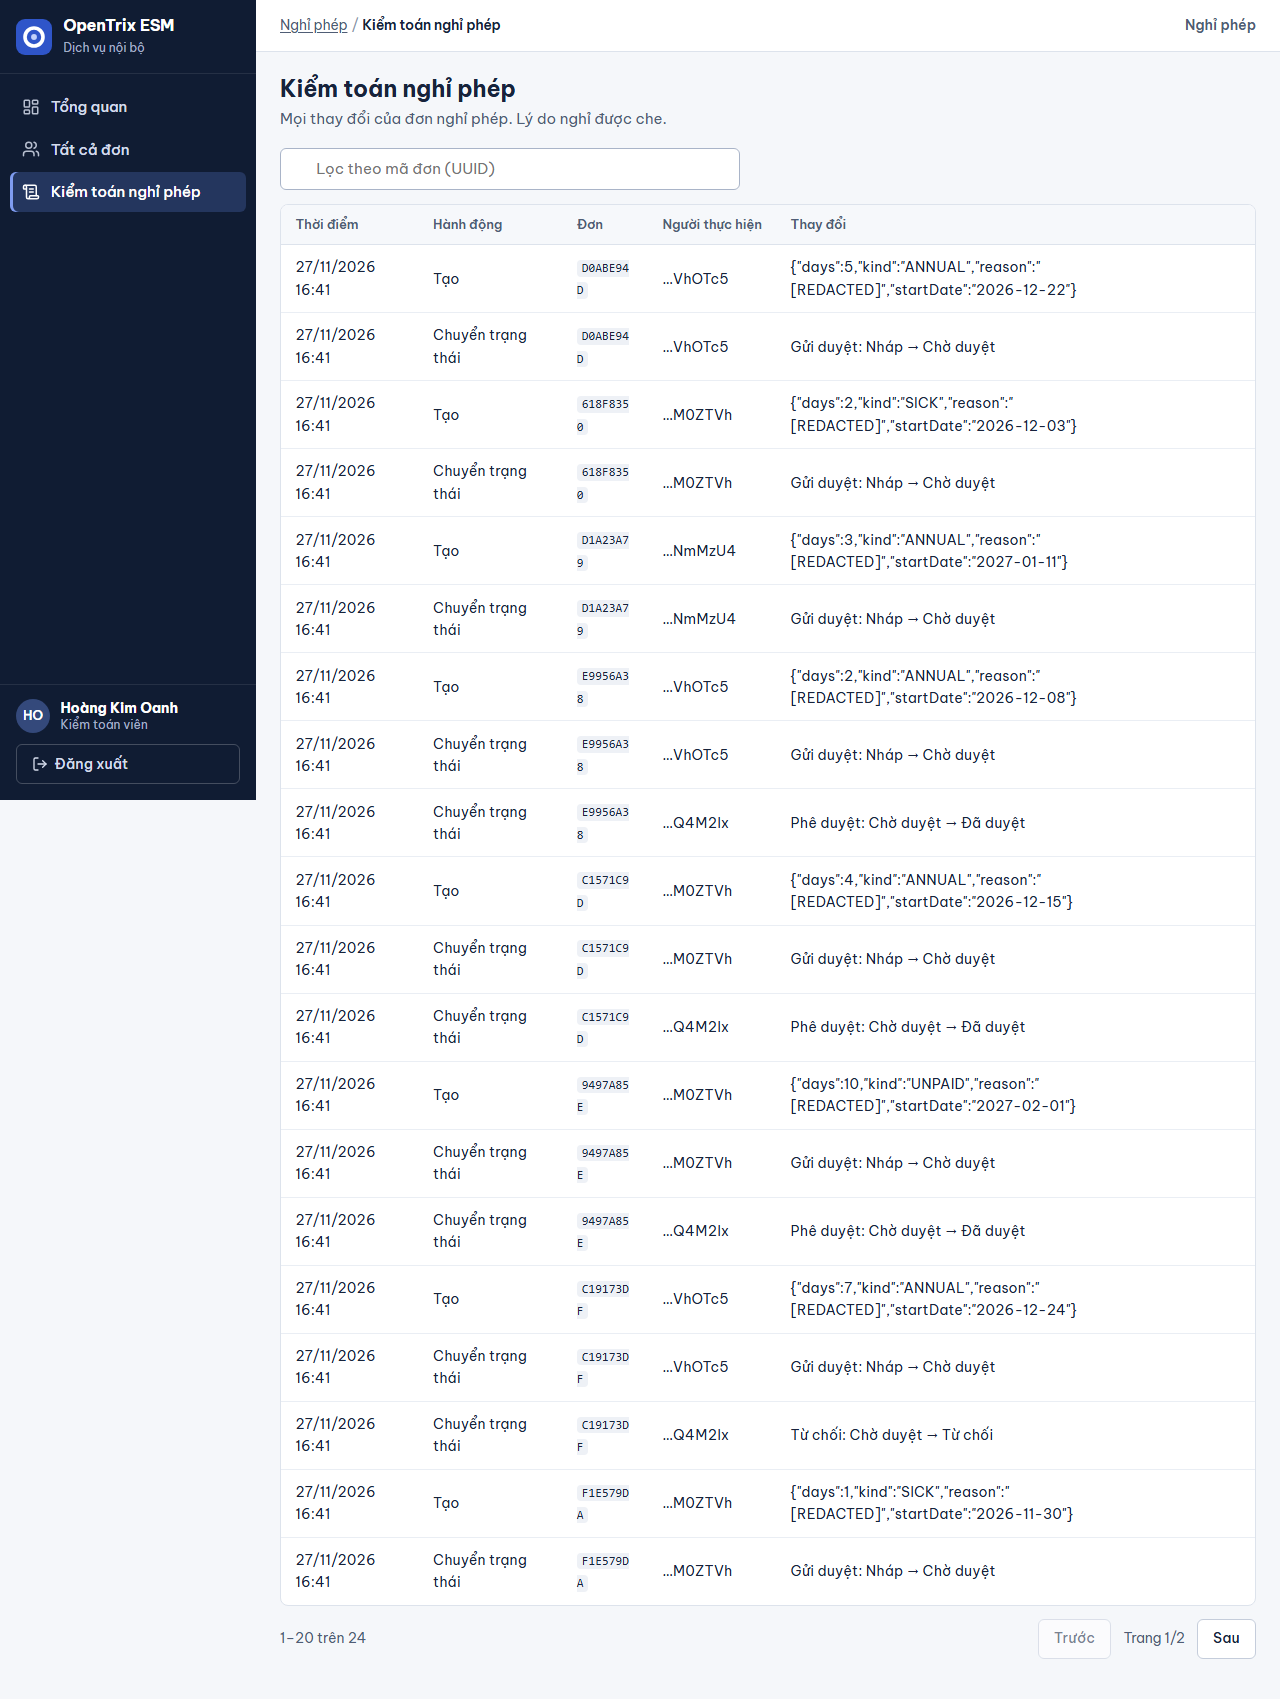 OpenTrix ESM
Dịch vụ nội bộ
Tổng quan
Tất cả đơn
Kiểm toán nghỉ phép
HO
Hoàng Kim Oanh
Kiểm toán viên
Đăng xuất
Nghỉ phép / Kiểm toán nghỉ phép
Nghỉ phép
Kiểm toán nghỉ phép
Mọi thay đổi của đơn nghỉ phép. Lý do nghỉ được che.
Lọc theo mã đơn (UUID)
Thời điểm Hành động Đơn Người thực hiện Thay đổi
27/11/2026 16:41 Tạo D0ABE94D …VhOTc5 {"days":5,"kind":"ANNUAL","reason":"[REDACTED]","startDate":"2026-12-22"}
27/11/2026 16:41 Chuyển trạng thái D0ABE94D …VhOTc5 Gửi duyệt: Nháp → Chờ duyệt
27/11/2026 16:41 Tạo 618F8350 …M0ZTVh {"days":2,"kind":"SICK","reason":"[REDACTED]","startDate":"2026-12-03"}
27/11/2026 16:41 Chuyển trạng thái 618F8350 …M0ZTVh Gửi duyệt: Nháp → Chờ duyệt
27/11/2026 16:41 Tạo D1A23A79 …NmMzU4 {"days":3,"kind":"ANNUAL","reason":"[REDACTED]","startDate":"2027-01-11"}
27/11/2026 16:41 Chuyển trạng thái D1A23A79 …NmMzU4 Gửi duyệt: Nháp → Chờ duyệt
27/11/2026 16:41 Tạo E9956A38 …VhOTc5 {"days":2,"kind":"ANNUAL","reason":"[REDACTED]","startDate":"2026-12-08"}
27/11/2026 16:41 Chuyển trạng thái E9956A38 …VhOTc5 Gửi duyệt: Nháp → Chờ duyệt
27/11/2026 16:41 Chuyển trạng thái E9956A38 …Q4M2Ix Phê duyệt: Chờ duyệt → Đã duyệt
27/11/2026 16:41 Tạo C1571C9D …M0ZTVh {"days":4,"kind":"ANNUAL","reason":"[REDACTED]","startDate":"2026-12-15"}
27/11/2026 16:41 Chuyển trạng thái C1571C9D …M0ZTVh Gửi duyệt: Nháp → Chờ duyệt
27/11/2026 16:41 Chuyển trạng thái C1571C9D …Q4M2Ix Phê duyệt: Chờ duyệt → Đã duyệt
27/11/2026 16:41 Tạo 9497A85E …M0ZTVh {"days":10,"kind":"UNPAID","reason":"[REDACTED]","startDate":"2027-02-01"}
27/11/2026 16:41 Chuyển trạng thái 9497A85E …M0ZTVh Gửi duyệt: Nháp → Chờ duyệt
27/11/2026 16:41 Chuyển trạng thái 9497A85E …Q4M2Ix Phê duyệt: Chờ duyệt → Đã duyệt
27/11/2026 16:41 Tạo C19173DF …VhOTc5 {"days":7,"kind":"ANNUAL","reason":"[REDACTED]","startDate":"2026-12-24"}
27/11/2026 16:41 Chuyển trạng thái C19173DF …VhOTc5 Gửi duyệt: Nháp → Chờ duyệt
27/11/2026 16:41 Chuyển trạng thái C19173DF …Q4M2Ix Từ chối: Chờ duyệt → Từ chối
27/11/2026 16:41 Tạo F1E579DA …M0ZTVh {"days":1,"kind":"SICK","reason":"[REDACTED]","startDate":"2026-11-30"}
27/11/2026 16:41 Chuyển trạng thái F1E579DA …M0ZTVh Gửi duyệt: Nháp → Chờ duyệt
1–20 trên 24
Trước Trang 1/2 Sau